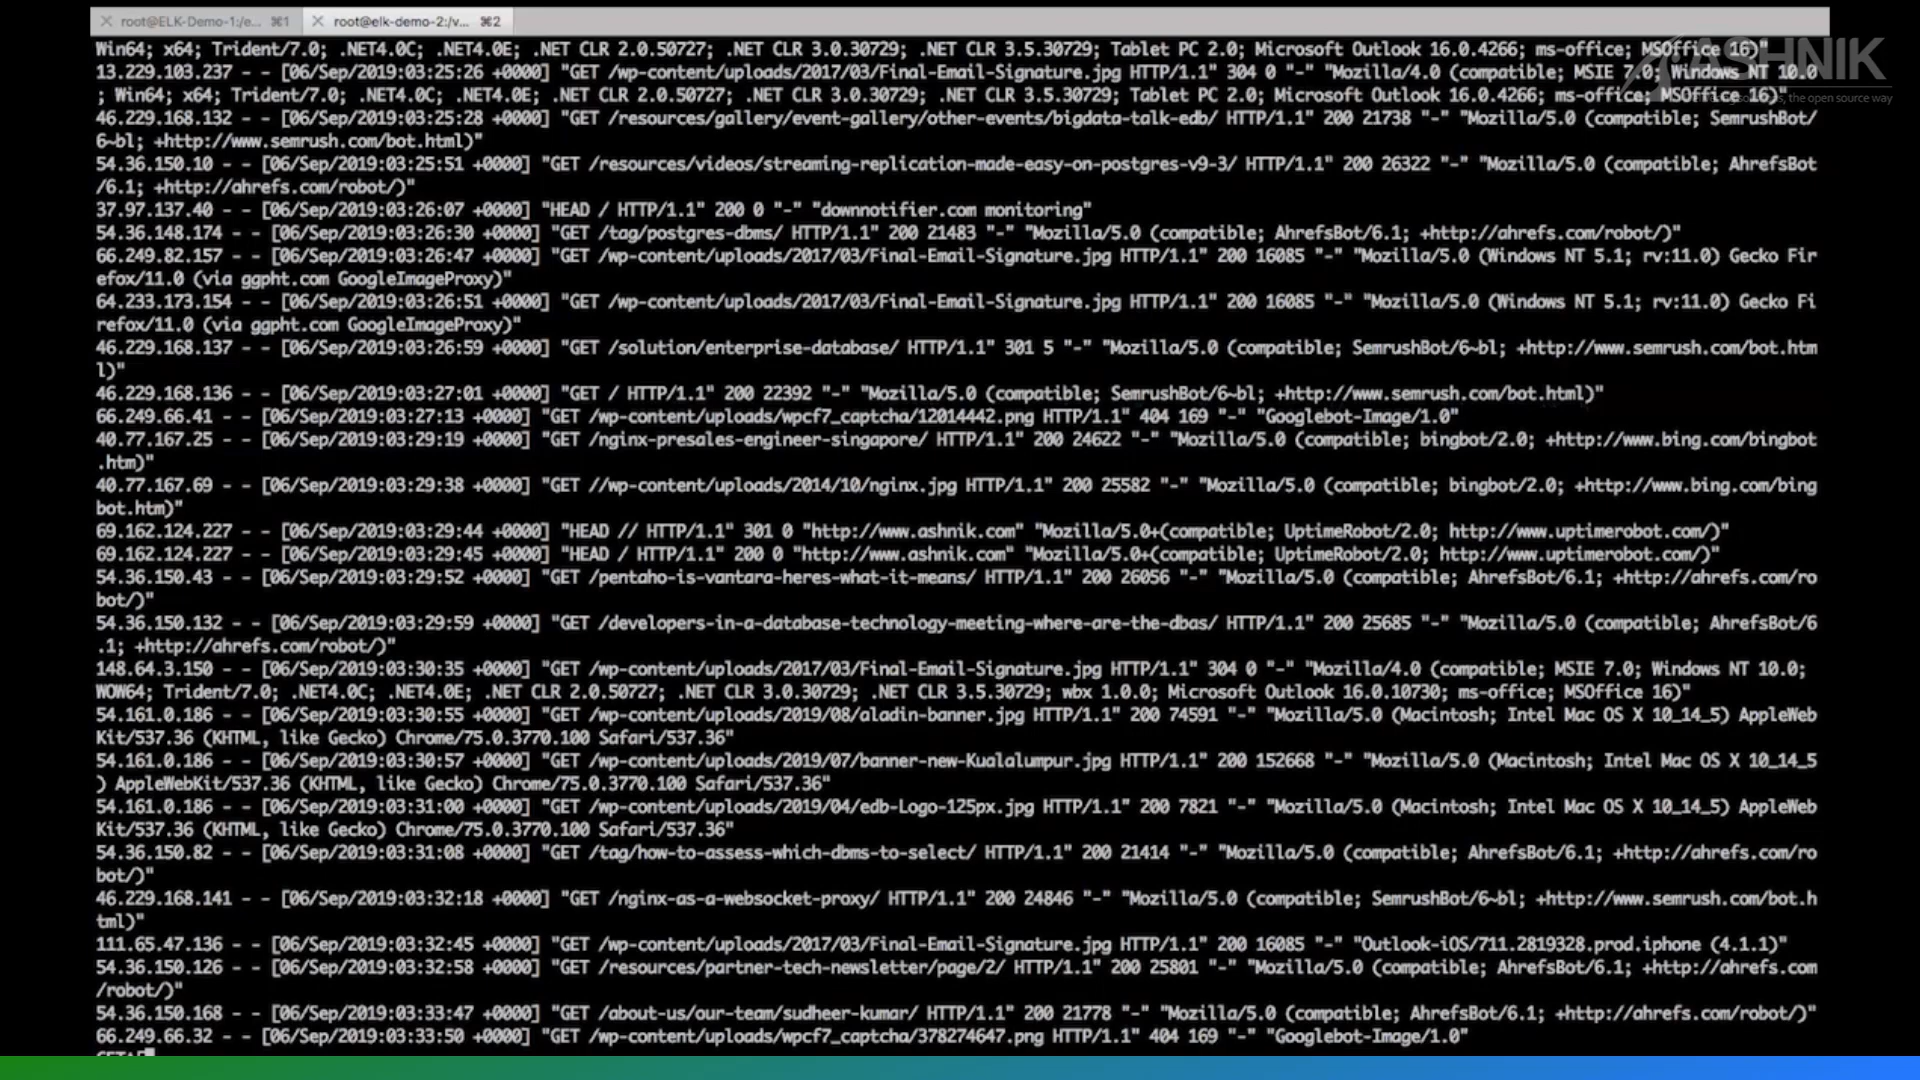 root@ELK-Demo-1:/e... ⌘1 root@elk-demo-2:/v... ⌘2
ASHNIK
the open source way
Win64; x64; Trident/7.0; .NET4.0C; .NET4.0E; .NET CLR 2.0.50727; .NET CLR 3.0.30729; .NET CLR 3.5.30729; Tablet PC 2.0; Microsoft Outlook 16.0.4266; ms-office; MSOffice 16)"
13.229.103.237 - - [06/Sep/2019:03:25:26 +0000] "GET /wp-content/uploads/2017/03/Final-Email-Signature.jpg HTTP/1.1" 304 0 "-" "Mozilla/4.0 (compatible; MSIE 7.0; Windows NT 10.0
; Win64; x64; Trident/7.0; .NET4.0C; .NET4.0E; .NET CLR 2.0.50727; .NET CLR 3.0.30729; .NET CLR 3.5.30729; Tablet PC 2.0; Microsoft Outlook 16.0.4266; ms-office; MSOffice 16)"
46.229.168.132 - - [06/Sep/2019:03:25:28 +0000] "GET /resources/gallery/event-gallery/other-events/bigdata-talk-edb/ HTTP/1.1" 200 21738 "-" "Mozilla/5.0 (compatible; SemrushBot/
6~bl; +http://www.semrush.com/bot.html)"
54.36.150.10 - - [06/Sep/2019:03:25:51 +0000] "GET /resources/videos/streaming-replication-made-easy-on-postgres-v9-3/ HTTP/1.1" 200 26322 "-" "Mozilla/5.0 (compatible; AhrefsBot
/6.1; +http://ahrefs.com/robot/)"
37.97.137.40 - - [06/Sep/2019:03:26:07 +0000] "HEAD / HTTP/1.1" 200 0 "-" "downnotifier.com monitoring"
54.36.148.174 - - [06/Sep/2019:03:26:30 +0000] "GET /tag/postgres-dbms/ HTTP/1.1" 200 21483 "-" "Mozilla/5.0 (compatible; AhrefsBot/6.1; +http://ahrefs.com/robot/)"
66.249.82.157 - - [06/Sep/2019:03:26:47 +0000] "GET /wp-content/uploads/2017/03/Final-Email-Signature.jpg HTTP/1.1" 200 16085 "-" "Mozilla/5.0 (Windows NT 5.1; rv:11.0) Gecko Fir
efox/11.0 (via ggpht.com GoogleImageProxy)"
64.233.173.154 - - [06/Sep/2019:03:26:51 +0000] "GET /wp-content/uploads/2017/03/Final-Email-Signature.jpg HTTP/1.1" 200 16085 "-" "Mozilla/5.0 (Windows NT 5.1; rv:11.0) Gecko Fi
refox/11.0 (via ggpht.com GoogleImageProxy)"
46.229.168.137 - - [06/Sep/2019:03:26:59 +0000] "GET /solution/enterprise-database/ HTTP/1.1" 301 5 "-" "Mozilla/5.0 (compatible; SemrushBot/6~bl; +http://www.semrush.com/bot.htm
l)"
46.229.168.136 - - [06/Sep/2019:03:27:01 +0000] "GET / HTTP/1.1" 200 22392 "-" "Mozilla/5.0 (compatible; SemrushBot/6~bl; +http://www.semrush.com/bot.html)"
66.249.66.41 - - [06/Sep/2019:03:27:13 +0000] "GET /wp-content/uploads/wpcf7_captcha/12014442.png HTTP/1.1" 404 169 "-" "Googlebot-Image/1.0"
40.77.167.25 - - [06/Sep/2019:03:29:19 +0000] "GET /nginx-presales-engineer-singapore/ HTTP/1.1" 200 24622 "-" "Mozilla/5.0 (compatible; bingbot/2.0; +http://www.bing.com/bingbot
.htm)"
40.77.167.69 - - [06/Sep/2019:03:29:38 +0000] "GET //wp-content/uploads/2014/10/nginx.jpg HTTP/1.1" 200 25582 "-" "Mozilla/5.0 (compatible; bingbot/2.0; +http://www.bing.com/bing
bot.htm)"
69.162.124.227 - - [06/Sep/2019:03:29:44 +0000] "HEAD // HTTP/1.1" 301 0 "http://www.ashnik.com" "Mozilla/5.0+(compatible; UptimeRobot/2.0; http://www.uptimerobot.com/)"
69.162.124.227 - - [06/Sep/2019:03:29:45 +0000] "HEAD / HTTP/1.1" 200 0 "http://www.ashnik.com" "Mozilla/5.0+(compatible; UptimeRobot/2.0; http://www.uptimerobot.com/)"
54.36.150.43 - - [06/Sep/2019:03:29:52 +0000] "GET /pentaho-is-vantara-heres-what-it-means/ HTTP/1.1" 200 26056 "-" "Mozilla/5.0 (compatible; AhrefsBot/6.1; +http://ahrefs.com/ro
bot/)"
54.36.150.132 - - [06/Sep/2019:03:29:59 +0000] "GET /developers-in-a-database-technology-meeting-where-are-the-dbas/ HTTP/1.1" 200 25685 "-" "Mozilla/5.0 (compatible; AhrefsBot/6
.1; +http://ahrefs.com/robot/)"
148.64.3.150 - - [06/Sep/2019:03:30:35 +0000] "GET /wp-content/uploads/2017/03/Final-Email-Signature.jpg HTTP/1.1" 304 0 "-" "Mozilla/4.0 (compatible; MSIE 7.0; Windows NT 10.0;
WOW64; Trident/7.0; .NET4.0C; .NET4.0E; .NET CLR 2.0.50727; .NET CLR 3.0.30729; .NET CLR 3.5.30729; wbx 1.0.0; Microsoft Outlook 16.0.10730; ms-office; MSOffice 16)"
54.161.0.186 - - [06/Sep/2019:03:30:55 +0000] "GET /wp-content/uploads/2019/08/aladin-banner.jpg HTTP/1.1" 200 74591 "-" "Mozilla/5.0 (Macintosh; Intel Mac OS X 10_14_5) AppleWeb
Kit/537.36 (KHTML, like Gecko) Chrome/75.0.3770.100 Safari/537.36"
54.161.0.186 - - [06/Sep/2019:03:30:57 +0000] "GET /wp-content/uploads/2019/07/banner-new-Kualalumpur.jpg HTTP/1.1" 200 152668 "-" "Mozilla/5.0 (Macintosh; Intel Mac OS X 10_14_5
) AppleWebKit/537.36 (KHTML, like Gecko) Chrome/75.0.3770.100 Safari/537.36"
54.161.0.186 - - [06/Sep/2019:03:31:00 +0000] "GET /wp-content/uploads/2019/04/edb-Logo-125px.jpg HTTP/1.1" 200 7821 "-" "Mozilla/5.0 (Macintosh; Intel Mac OS X 10_14_5) AppleWeb
Kit/537.36 (KHTML, like Gecko) Chrome/75.0.3770.100 Safari/537.36"
54.36.150.82 - - [06/Sep/2019:03:31:08 +0000] "GET /tag/how-to-assess-which-dbms-to-select/ HTTP/1.1" 200 21414 "-" "Mozilla/5.0 (compatible; AhrefsBot/6.1; +http://ahrefs.com/ro
bot/)"
46.229.168.141 - - [06/Sep/2019:03:32:18 +0000] "GET /nginx-as-a-websocket-proxy/ HTTP/1.1" 200 24846 "-" "Mozilla/5.0 (compatible; SemrushBot/6~bl; +http://www.semrush.com/bot.h
tml)"
111.65.47.136 - - [06/Sep/2019:03:32:45 +0000] "GET /wp-content/uploads/2017/03/Final-Email-Signature.jpg HTTP/1.1" 200 16085 "-" "Outlook-iOS/711.2819328.prod.iphone (4.1.1)"
54.36.150.126 - - [06/Sep/2019:03:32:58 +0000] "GET /resources/partner-tech-newsletter/page/2/ HTTP/1.1" 200 25801 "-" "Mozilla/5.0 (compatible; AhrefsBot/6.1; +http://ahrefs.com
/robot/)"
54.36.150.168 - - [06/Sep/2019:03:33:47 +0000] "GET /about-us/our-team/sudheer-kumar/ HTTP/1.1" 200 21778 "-" "Mozilla/5.0 (compatible; AhrefsBot/6.1; +http://ahrefs.com/robot/)"
66.249.66.32 - - [06/Sep/2019:03:33:50 +0000] "GET /wp-content/uploads/wpcf7_captcha/378274647.png HTTP/1.1" 404 169 "-" "Googlebot-Image/1.0"